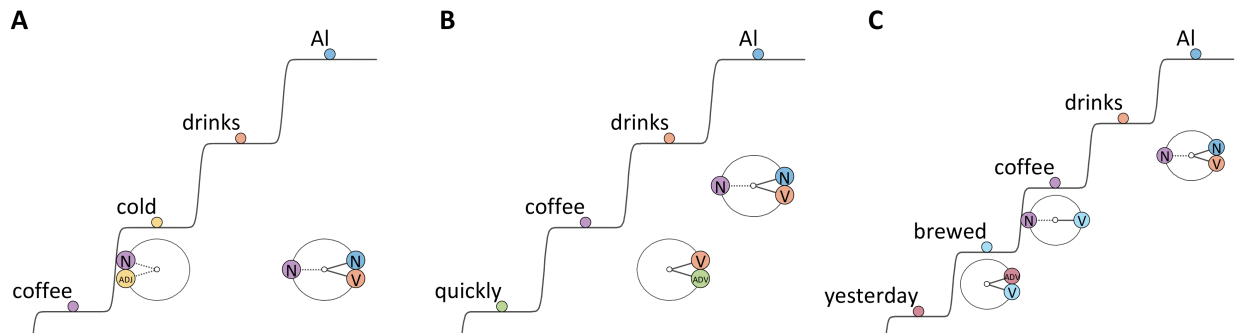 A
Al
drinks
cold
N
ADJ
N
N
V
coffee
B
Al
drinks
N
N
V
coffee
V
ADV
quickly
C
Al
drinks
N
N
V
coffee
N
V
brewed
ADV
V
yesterday